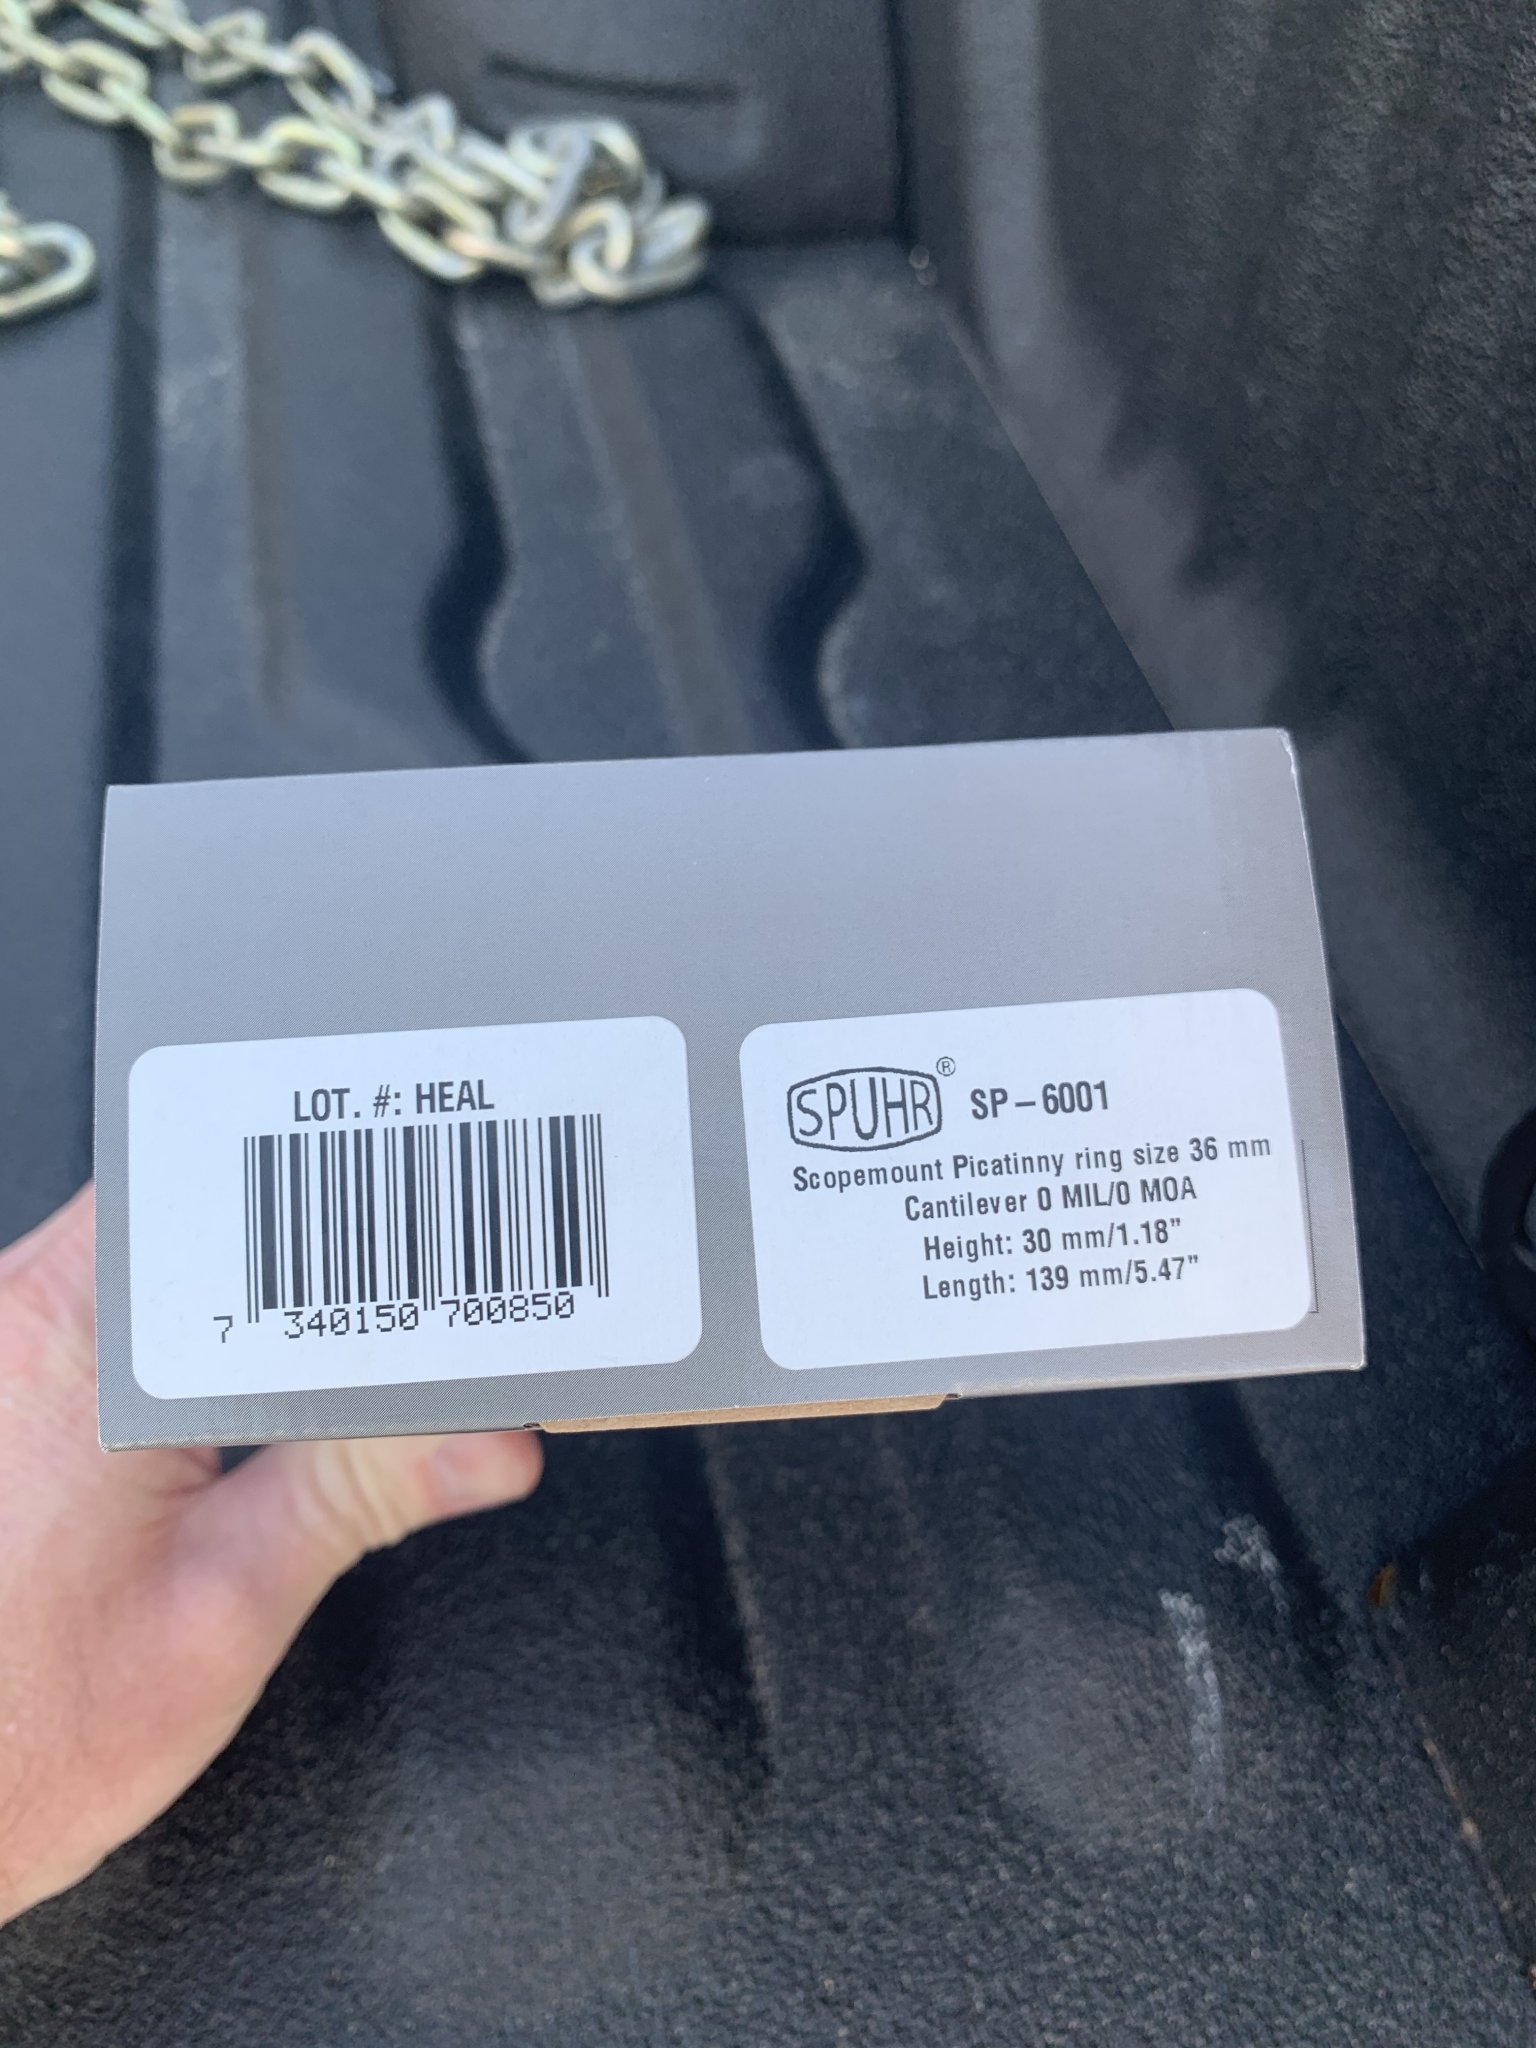 LOT. #: HEAL
7 340150 700850
SPUHR® SP-6001
Scopemount Picatinny ring size 36 mm
Cantilever 0 MIL/0 MOA
Height: 30 mm/1.18"
Length: 139 mm/5.47"